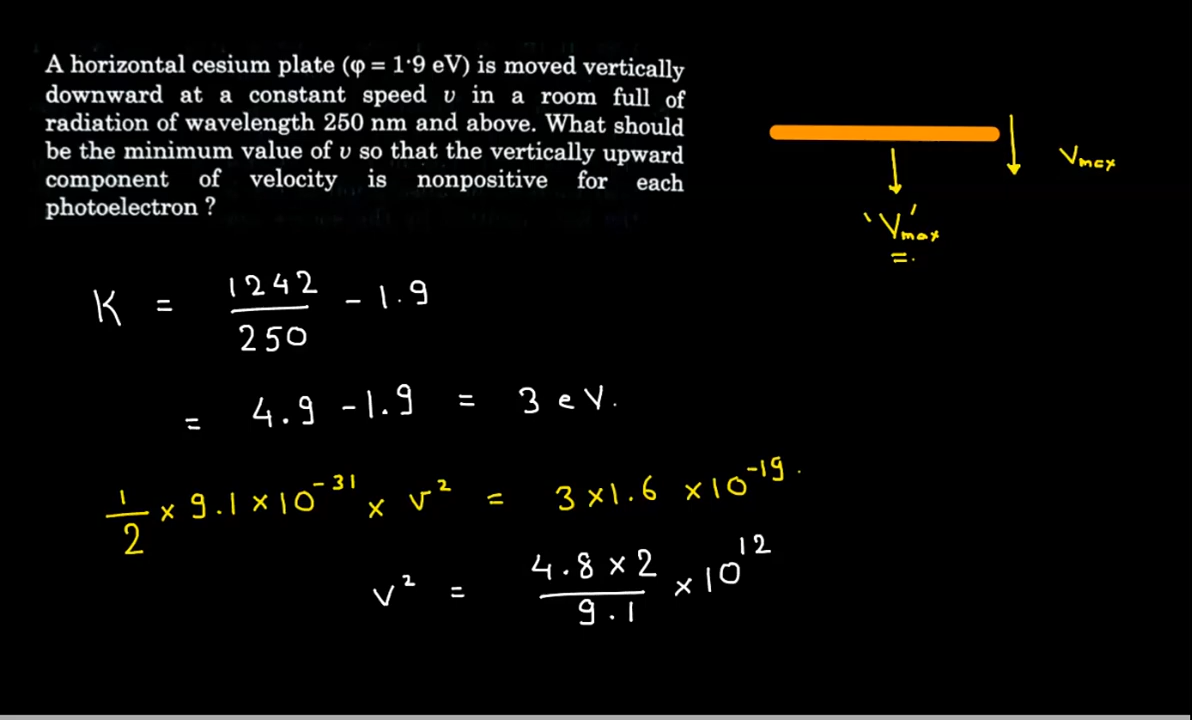 A horizontal cesium plate (φ = 1·9 eV) is moved vertically
downward at a constant speed υ in a room full of
radiation of wavelength 250 nm and above. What should
be the minimum value of υ so that the vertically upward
component of velocity is nonpositive for each
photoelectron ?
Vmax
'Vmax'
=.
K = 1242/250 - 1.9
= 4.9 - 1.9 = 3 eV.
1/2 × 9.1 × 10^-31 × v² = 3 × 1.6 × 10^-19.
v² = 4.8 × 2/9.1 × 10^12